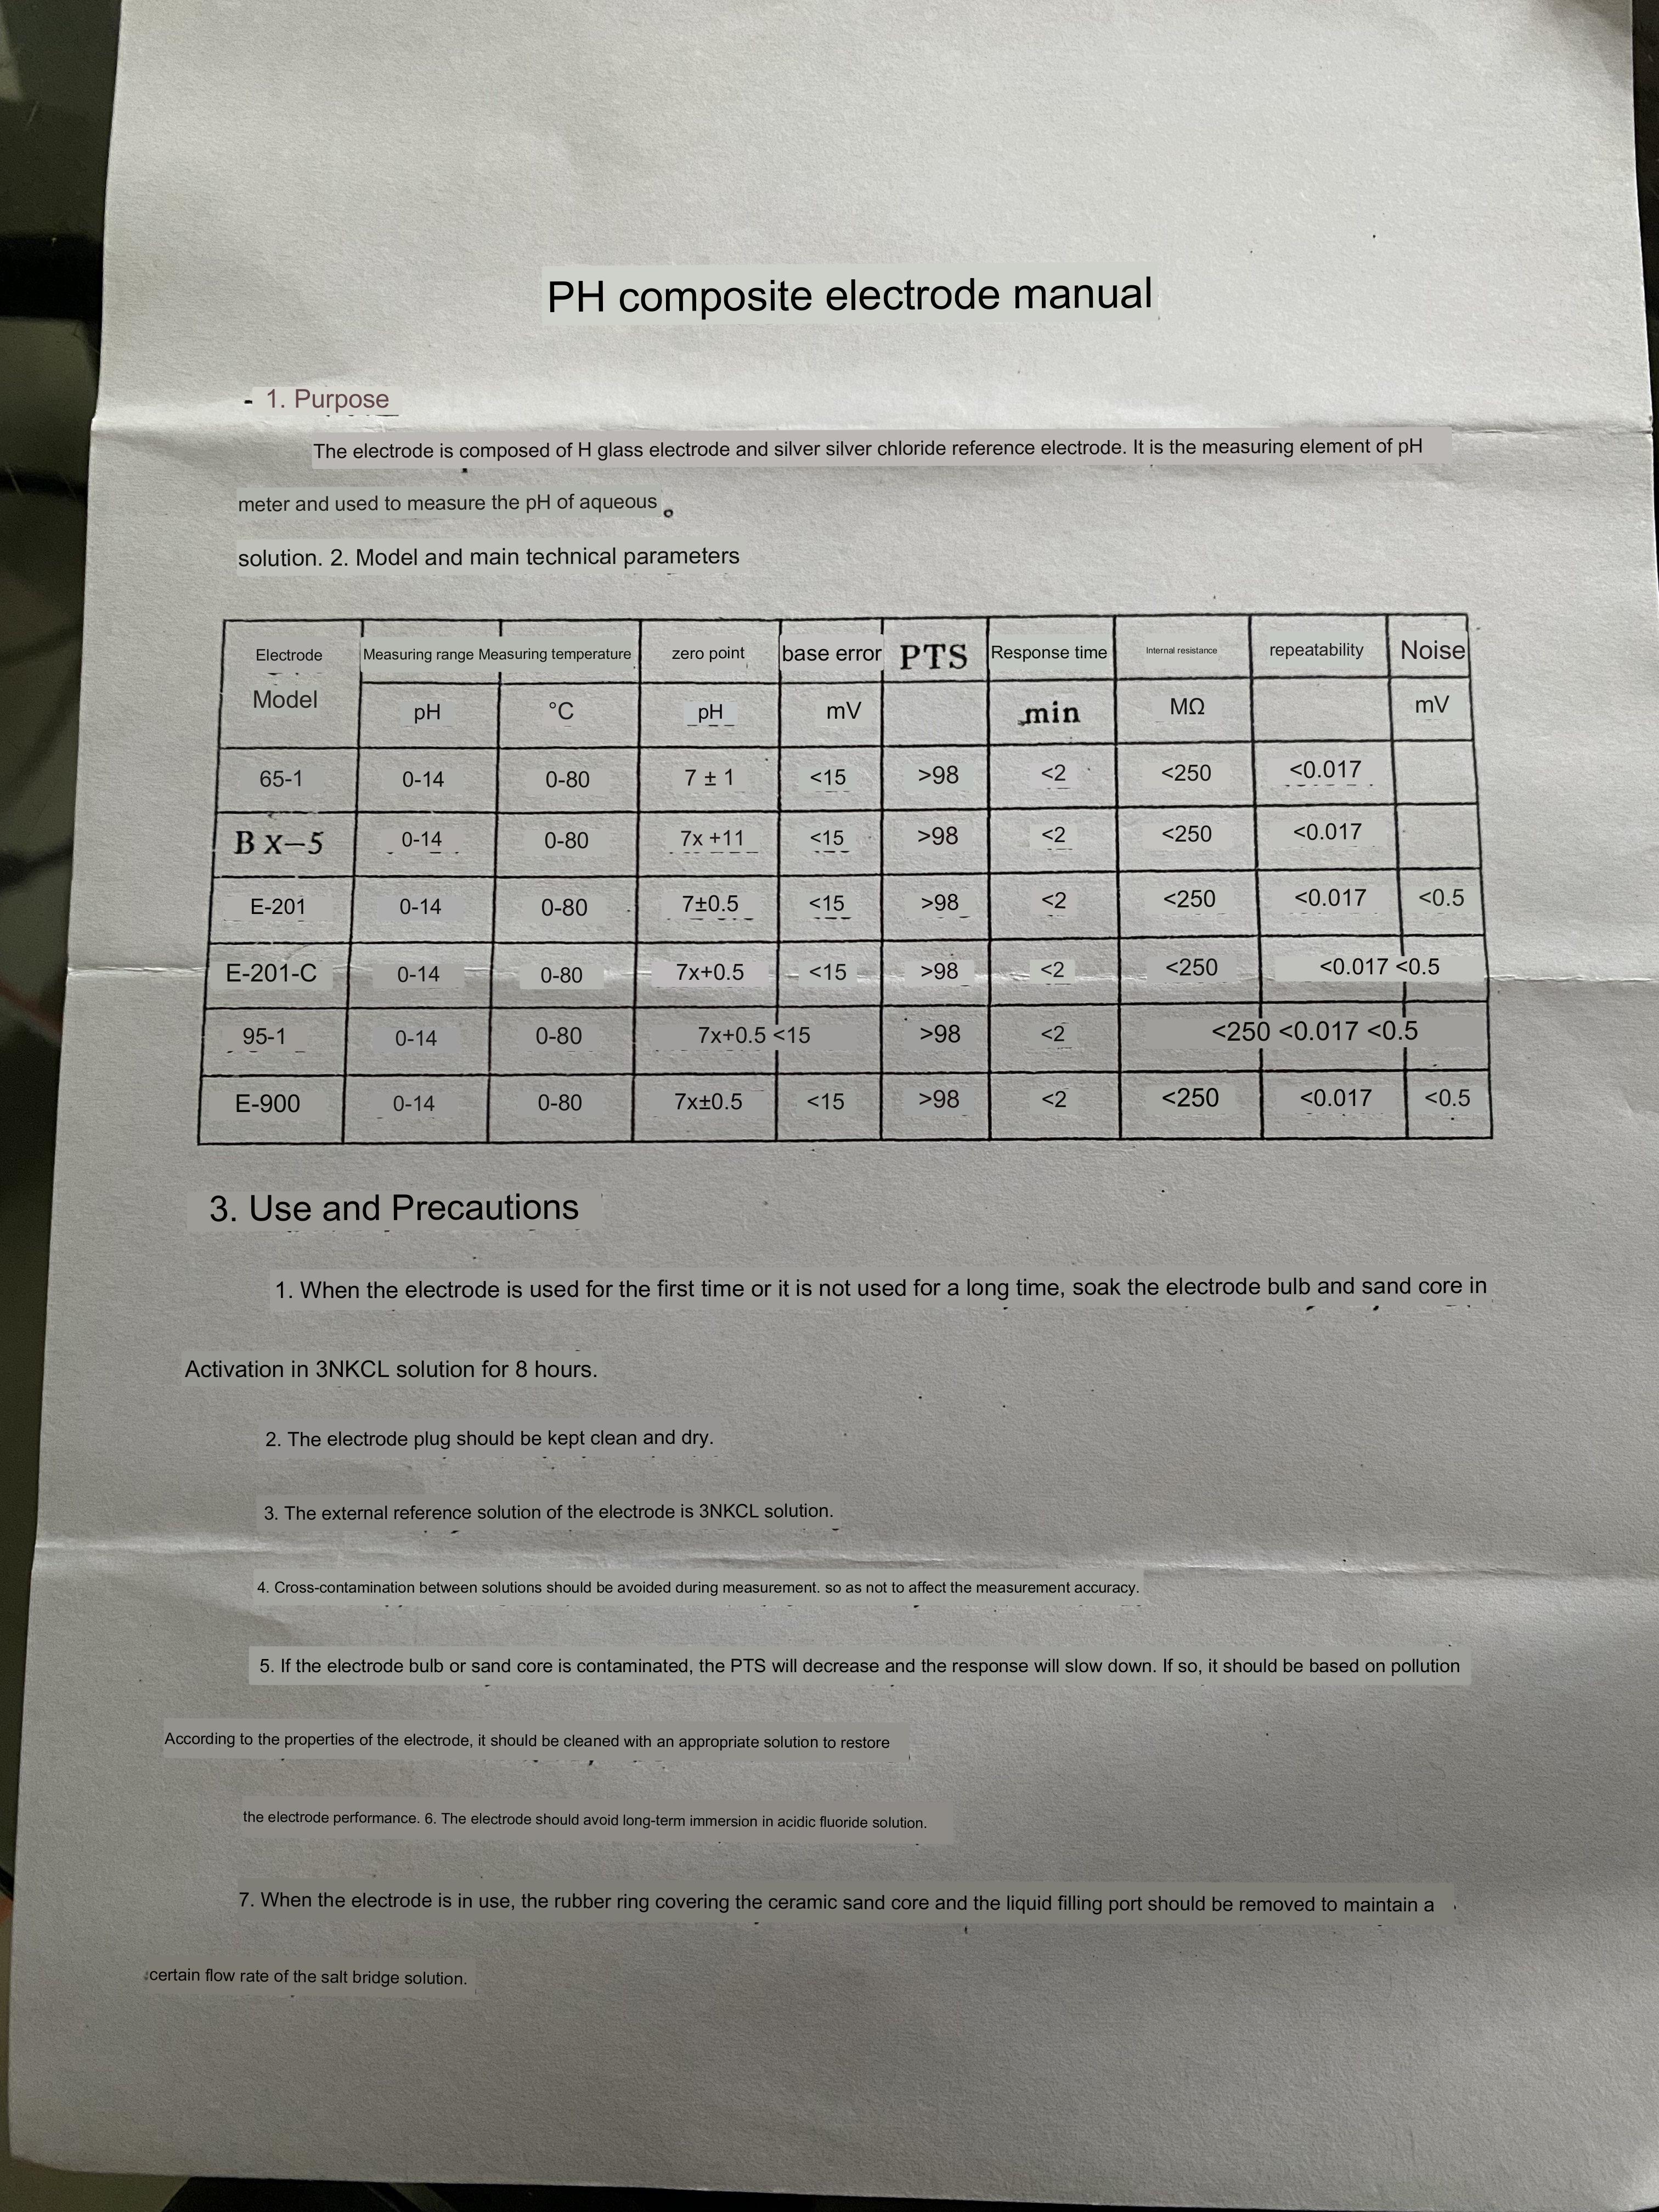 PH composite electrode manual
- 1. Purpose
The electrode is composed of H glass electrode and silver silver chloride reference electrode. It is the measuring element of pH
meter and used to measure the pH of aqueous 。
solution. 2. Model and main technical parameters
Electrode Measuring range Measuring temperature zero point base error PTS Response time Internal resistance repeatability Noise
Model pH °C pH mV min MΩ mV
65-1 0-14 0-80 7 ± 1 <15 >98 <2 <250 <0.017
B X-5 0-14 0-80 7x +11 <15 >98 <2 <250 <0.017
E-201 0-14 0-80 7±0.5 <15 >98 <2 <250 <0.017 <0.5
E-201-C 0-14 0-80 7x+0.5 <15 >98 <2 <250 <0.017 <0.5
95-1 0-14 0-80 7x+0.5 <15 >98 <2 <250 <0.017 <0.5
E-900 0-14 0-80 7x±0.5 <15 >98 <2 <250 <0.017 <0.5
3. Use and Precautions
1. When the electrode is used for the first time or it is not used for a long time, soak the electrode bulb and sand core in
Activation in 3NKCL solution for 8 hours.
2. The electrode plug should be kept clean and dry.
3. The external reference solution of the electrode is 3NKCL solution.
4. Cross-contamination between solutions should be avoided during measurement. so as not to affect the measurement accuracy.
5. If the electrode bulb or sand core is contaminated, the PTS will decrease and the response will slow down. If so, it should be based on pollution
According to the properties of the electrode, it should be cleaned with an appropriate solution to restore
the electrode performance. 6. The electrode should avoid long-term immersion in acidic fluoride solution.
7. When the electrode is in use, the rubber ring covering the ceramic sand core and the liquid filling port should be removed to maintain a
certain flow rate of the salt bridge solution.